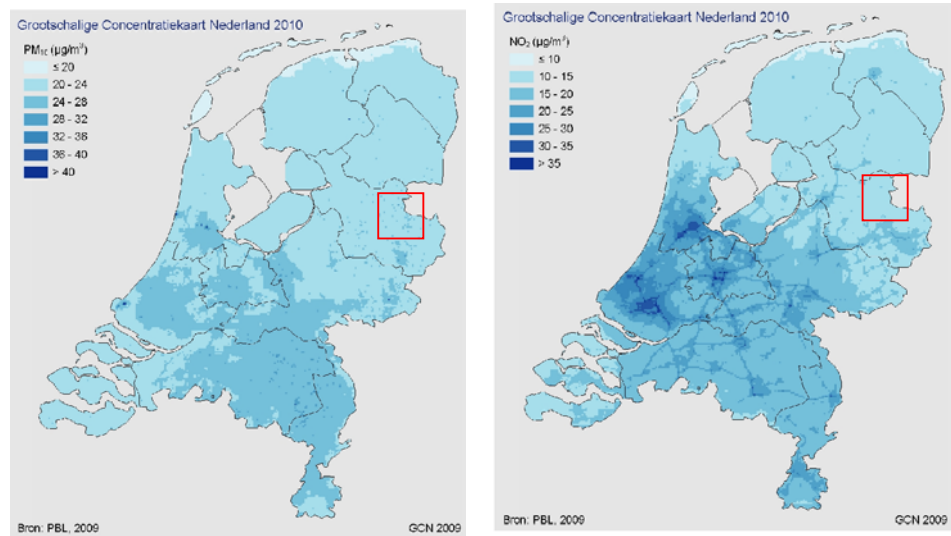 Grootschalige Concentratiekaart Nederland 2010
PM₁₀ (µg/m³)
≤ 20
20 - 24
24 - 28
28 - 32
32 - 36
36 - 40
> 40
Bron: PBL, 2009
GCN 2009
Grootschalige Concentratiekaart Nederland 2010
NO₂ (µg/m³)
≤ 10
10 - 15
15 - 20
20 - 25
25 - 30
30 - 35
> 35
Bron: PBL, 2009
GCN 2009